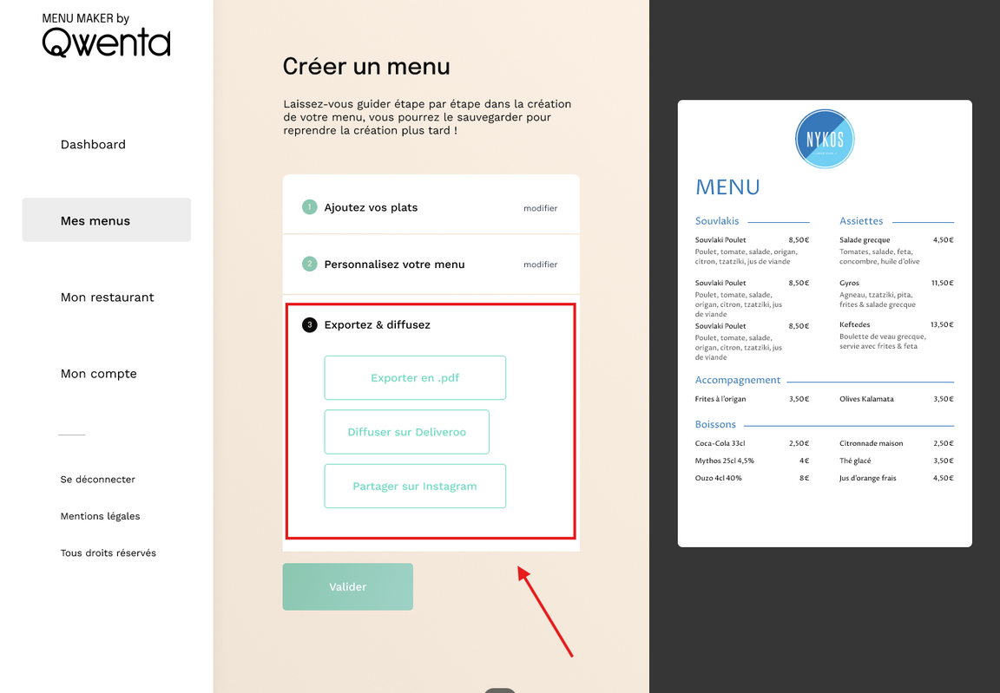 MENU MAKER by
Qwenta
Dashboard
Mes menus
Mon restaurant
Mon compte
Se déconnecter
Mentions légales
Tous droits réservés
Créer un menu
Laissez-vous guider étape par étape dans la création
de votre menu, vous pourrez le sauvegarder pour
reprendre la création plus tard !
1 Ajoutez vos plats modifier
2 Personnalisez votre menu modifier
3 Exportez & diffusez
Exporter en .pdf
Diffuser sur Deliveroo
Partager sur Instagram
Valider
NYKOS
MENU
Souvlakis
Souvlaki Poulet 8,50€
Poulet, tomate, salade, origan,
citron, tzatziki, jus de viande
Souvlaki Poulet 8,50€
Poulet, tomate, salade,
origan, citron, tzatziki, jus
de viande
Souvlaki Poulet 8,50€
Poulet, tomate, salade,
origan, citron, tzatziki, jus
de viande
Assiettes
Salade grecque 4,50€
Tomates, salade, feta,
concombre, huile d'olive
Gyros 11,50€
Agneau, tzatziki, pita,
frites & salade grecque
Keftedes 13,50€
Boulette de veau grecque,
servie avec frites & feta
Accompagnement
Frites à l'origan 3,50€
Olives Kalamata 3,50€
Boissons
Coca-Cola 33cl 2,50€
Citronnade maison 2,50€
Mythos 25cl 4,5% 4€
Thé glacé 3,50€
Ouzo 4cl 40% 8€
Jus d'orange frais 4,50€